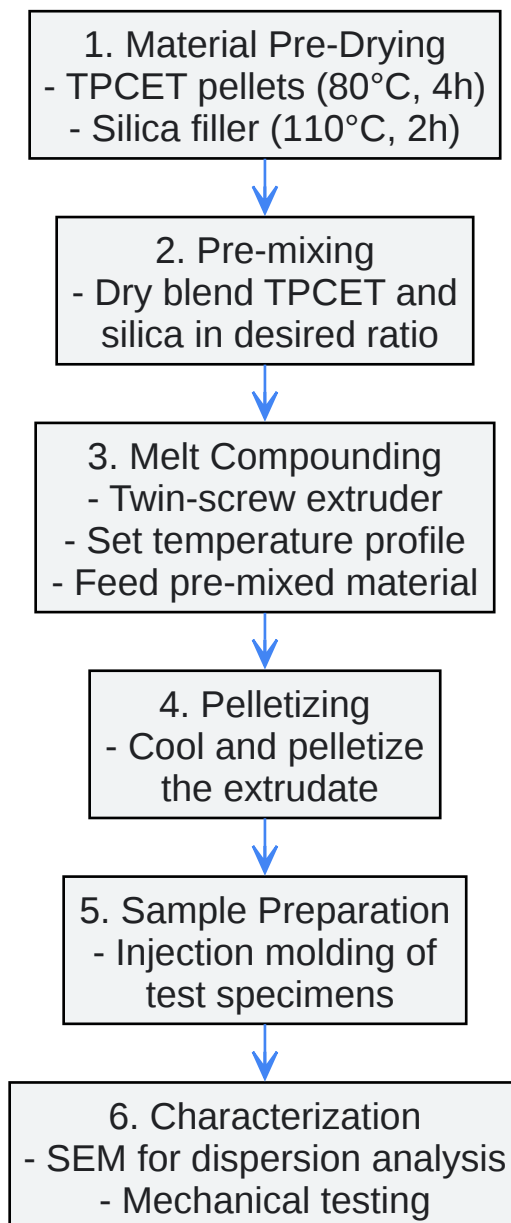 1. Material Pre-Drying
- TPCET pellets (80°C, 4h)
- Silica filler (110°C, 2h)
2. Pre-mixing
- Dry blend TPCET and
silica in desired ratio
3. Melt Compounding
- Twin-screw extruder
- Set temperature profile
- Feed pre-mixed material
4. Pelletizing
- Cool and pelletize
the extrudate
5. Sample Preparation
- Injection molding of
test specimens
6. Characterization
- SEM for dispersion analysis
- Mechanical testing